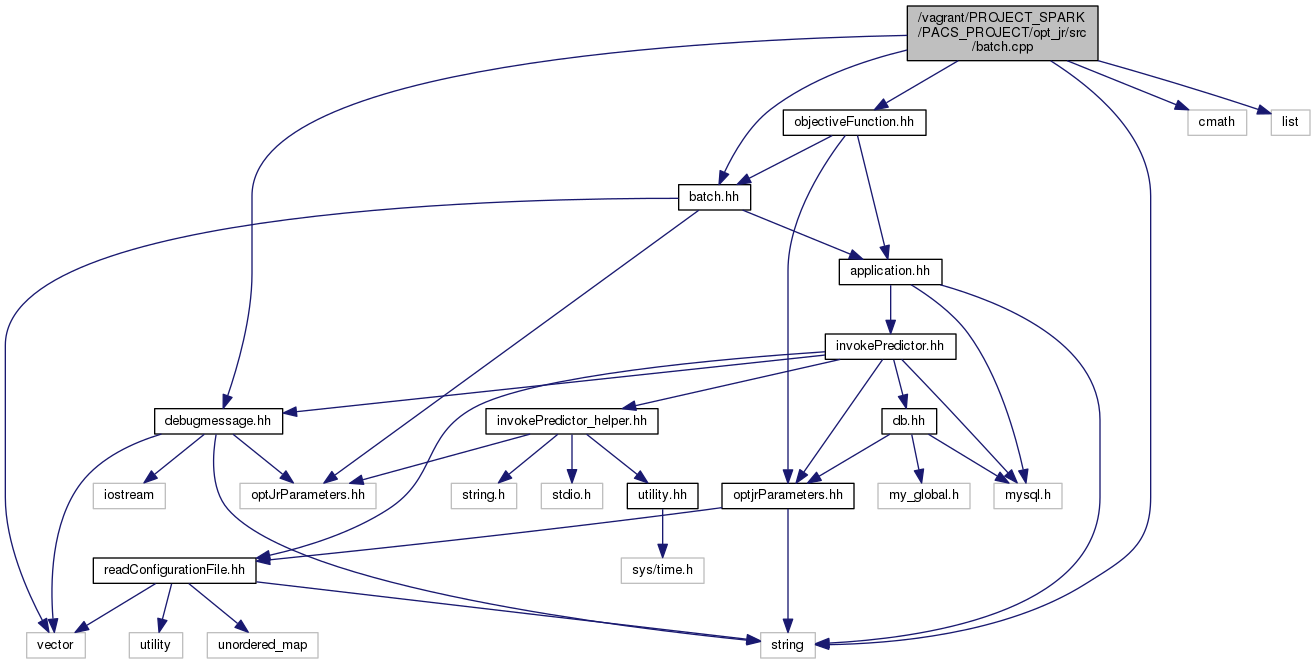 /vagrant/PROJECT_SPARK
/PACS_PROJECT/opt_jr/src
/batch.cpp
objectiveFunction.hh
cmath
list
batch.hh
application.hh
invokePredictor.hh
debugmessage.hh
invokePredictor_helper.hh
db.hh
iostream
optJrParameters.hh
string.h
stdio.h
utility.hh
optjrParameters.hh
my_global.h
mysql.h
readConfigurationFile.hh
sys/time.h
vector
utility
unordered_map
string